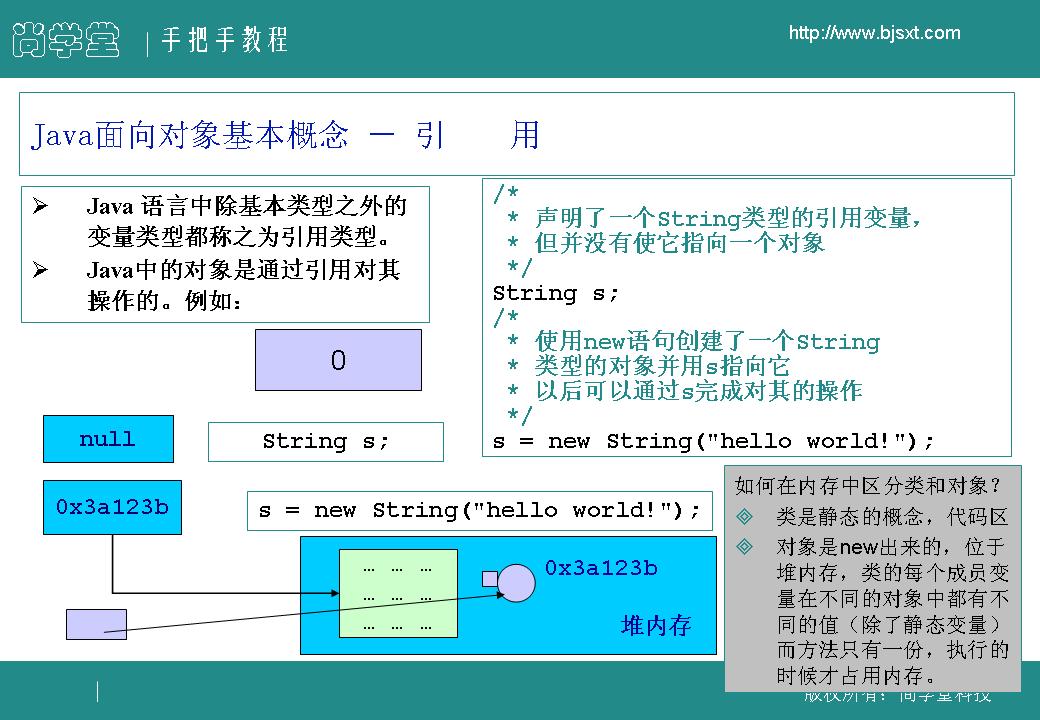 尚学堂
手把手教程
http://www.bjsxt.com
Java面向对象基本概念 － 引　　用
Java 语言中除基本类型之外的
变量类型都称之为引用类型。
Java中的对象是通过引用对其
操作的。例如：
/*
* 声明了一个String类型的引用变量，
* 但并没有使它指向一个对象
*/
String s;
/*
* 使用new语句创建了一个String
* 类型的对象并用s指向它
* 以后可以通过s完成对其的操作
*/
s = new String("hello world!");
0
null
String s;
0x3a123b
s = new String("hello world!");
… … …
… … …
… … …
0x3a123b
堆内存
如何在内存中区分类和对象？
类是静态的概念，代码区
对象是new出来的，位于
堆内存，类的每个成员变
量在不同的对象中都有不
同的值（除了静态变量）
而方法只有一份，执行的
时候才占用内存。
版权所有：尚学堂科技